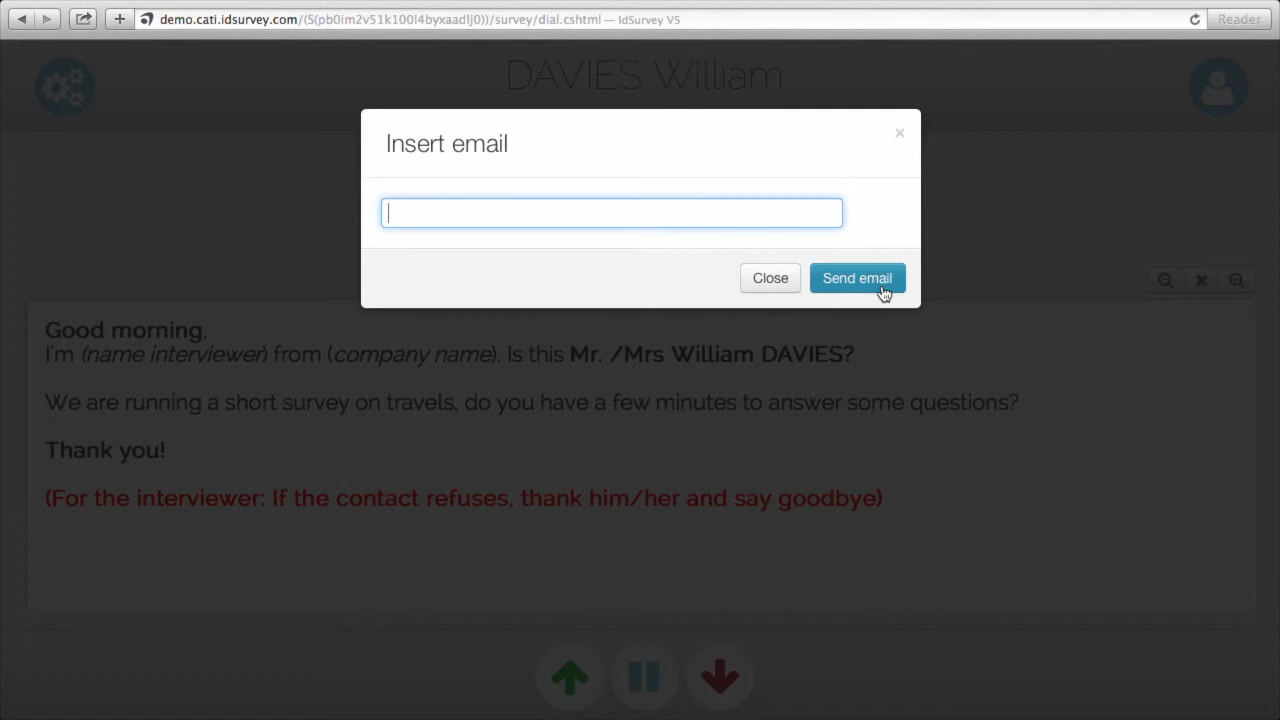 demo.cati.idsurvey.com/(S(pb0im2v51k100l4byxaadlj0))/survey/dial.cshtml — IdSurvey V5
Reader
DAVIES William
Insert email
×
Close
Send email
Good morning,
I'm (name interviewer) from (company name). Is this Mr. /Mrs William DAVIES?
We are running a short survey on travels, do you have a few minutes to answer some questions?
Thank you!
(For the interviewer: If the contact refuses, thank him/her and say goodbye)